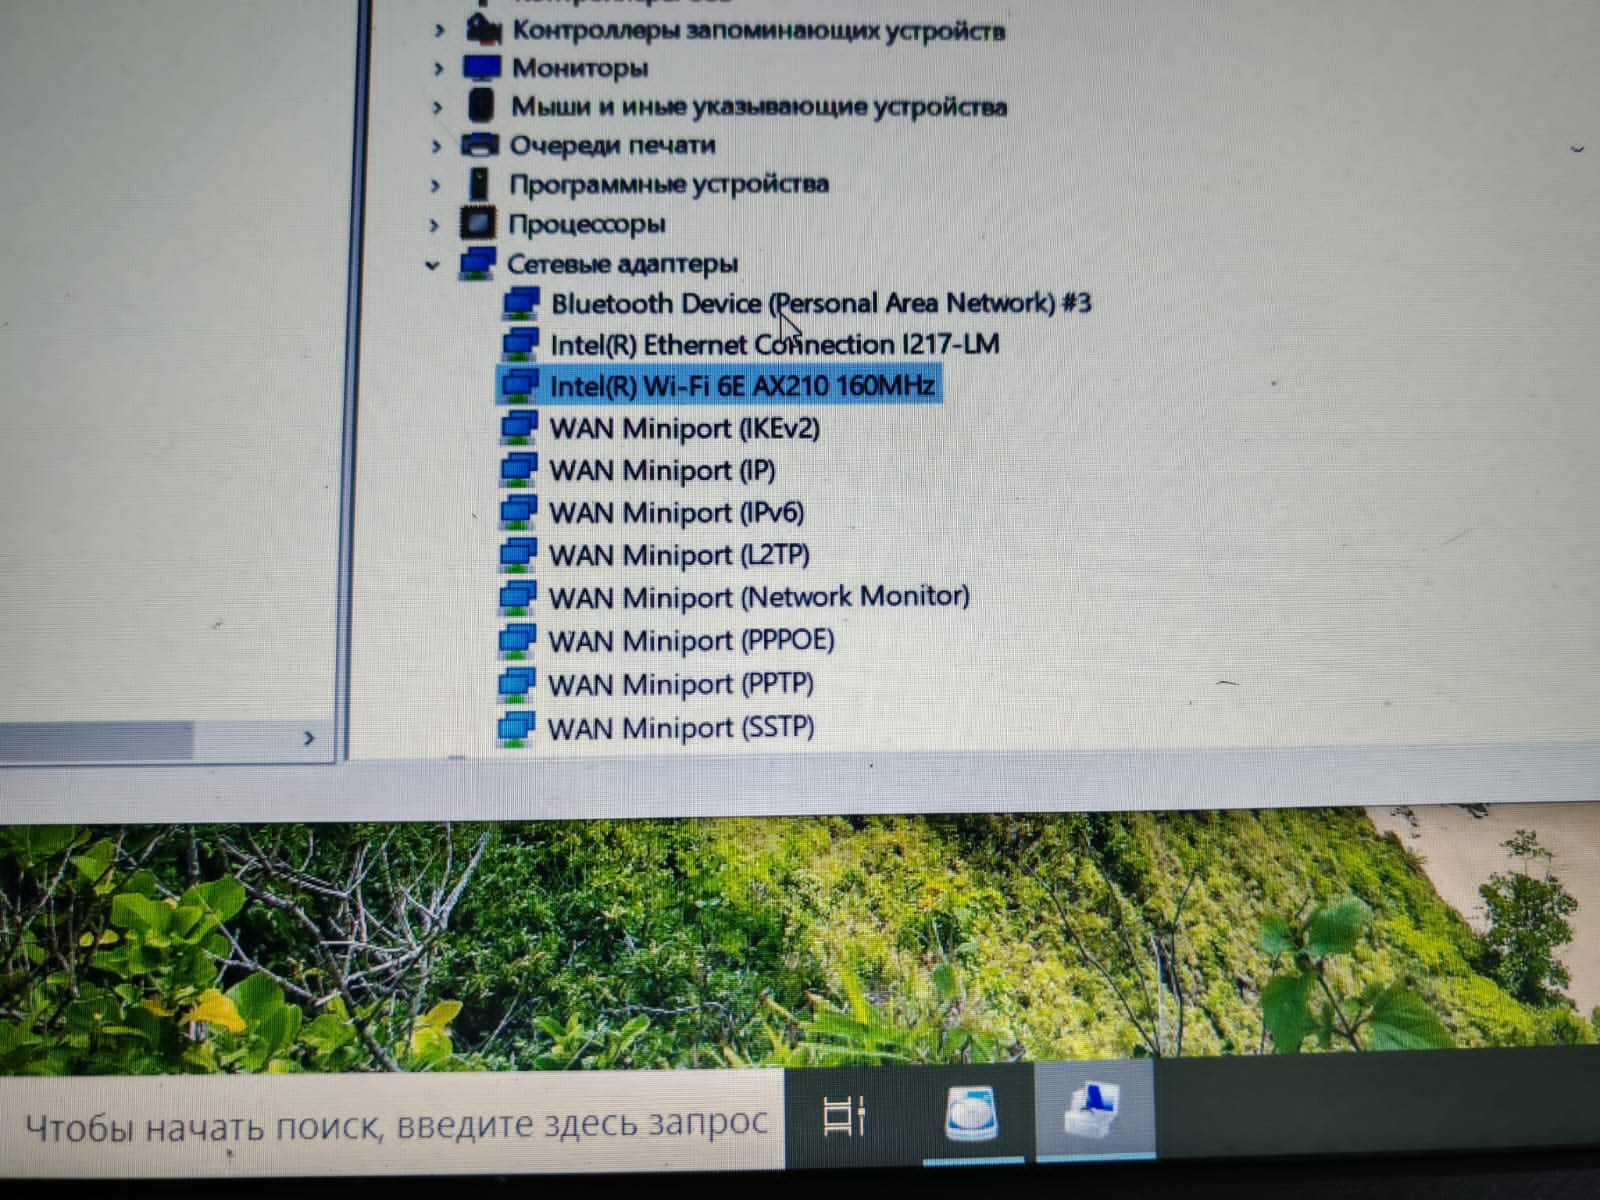 Контроллеры запоминающих устройств
Мониторы
Мыши и иные указывающие устройства
Очереди печати
Программные устройства
Процессоры
Сетевые адаптеры
Bluetooth Device (Personal Area Network) #3
Intel(R) Ethernet Connection I217-LM
Intel(R) Wi-Fi 6E AX210 160MHz
WAN Miniport (IKEv2)
WAN Miniport (IP)
WAN Miniport (IPv6)
WAN Miniport (L2TP)
WAN Miniport (Network Monitor)
WAN Miniport (PPPOE)
WAN Miniport (PPTP)
WAN Miniport (SSTP)
Чтобы начать поиск, введите здесь запрос